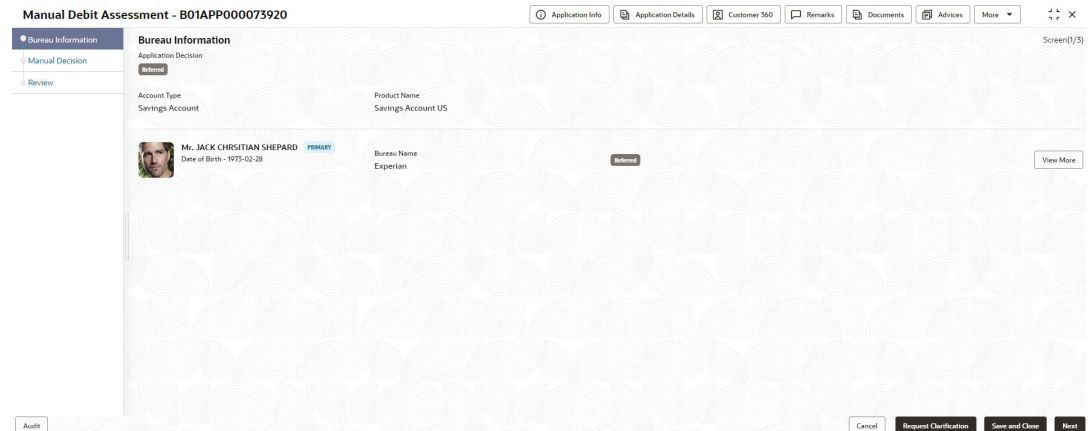 Manual Debit Assessment - B01APP000073920
Application Info
Application Details
Customer 360
Remarks
Documents
Advices
More
Bureau Information
Manual Decision
Review
Bureau Information
Screen(1/3)
Application Decision
Referred
Account Type
Product Name
Savings Account
Savings Account US
Mr. JACK CHRSITIAN SHEPARD PRIMARY
Date of Birth - 1973-02-28
Bureau Name
Experian
Referred
View More
Audit
Cancel
Request Clarification
Save and Close
Next